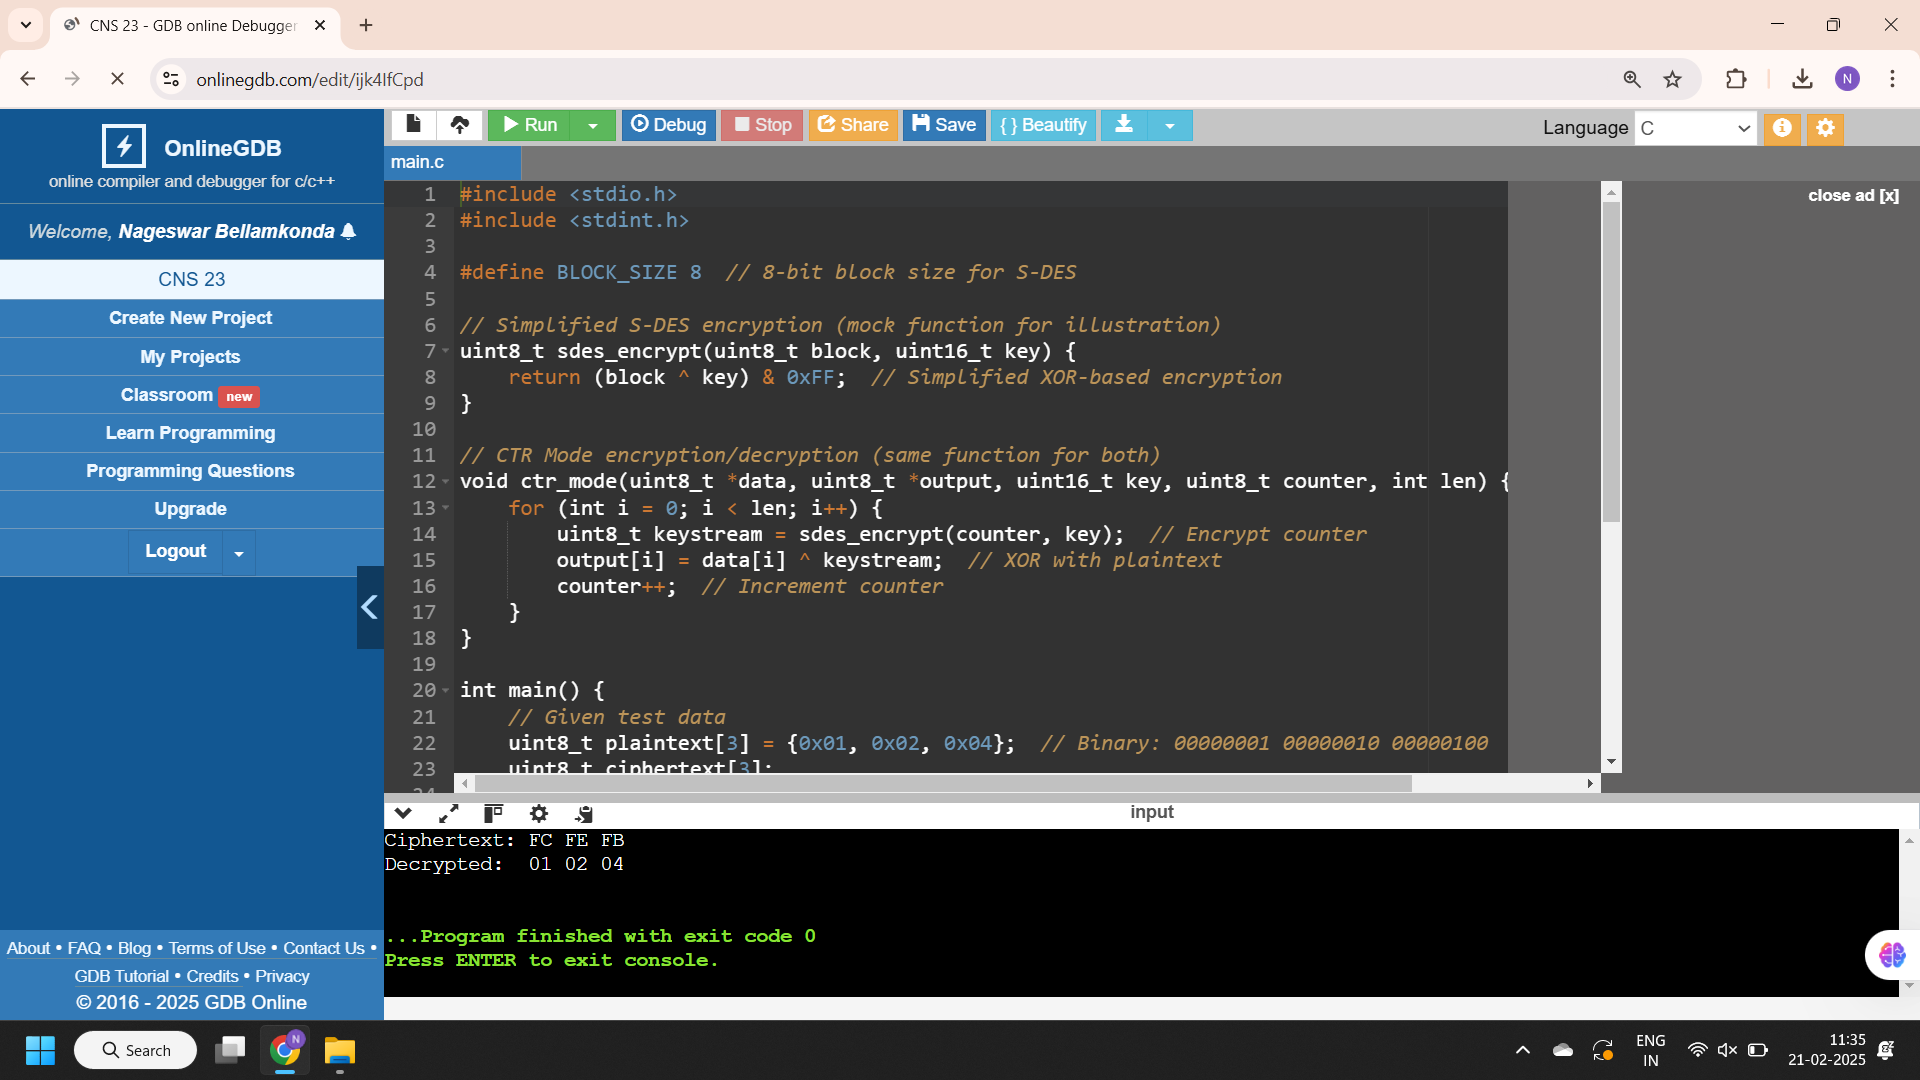 CNS 23 - GDB online Debugger
onlinegdb.com/edit/ijk4IfCpd
N
OnlineGDB
online compiler and debugger for c/c++
Welcome, Nageswar Bellamkonda
CNS 23
Create New Project
My Projects
Classroom new
Learn Programming
Programming Questions
Upgrade
Logout
About • FAQ • Blog • Terms of Use • Contact Us •
GDB Tutorial • Credits • Privacy
© 2016 - 2025 GDB Online
Run Debug Stop Share Save { } Beautify
Language C
main.c
close ad [x]
1 #include <stdio.h>
2 #include <stdint.h>
3
4 #define BLOCK_SIZE 8  // 8-bit block size for S-DES
5
6 // Simplified S-DES encryption (mock function for illustration)
7 uint8_t sdes_encrypt(uint8_t block, uint16_t key) {
8     return (block ^ key) & 0xFF;  // Simplified XOR-based encryption
9 }
10
11 // CTR Mode encryption/decryption (same function for both)
12 void ctr_mode(uint8_t *data, uint8_t *output, uint16_t key, uint8_t counter, int len) {
13     for (int i = 0; i < len; i++) {
14         uint8_t keystream = sdes_encrypt(counter, key);  // Encrypt counter
15         output[i] = data[i] ^ keystream;  // XOR with plaintext
16         counter++;  // Increment counter
17     }
18 }
19
20 int main() {
21     // Given test data
22     uint8_t plaintext[3] = {0x01, 0x02, 0x04};  // Binary: 00000001 00000010 00000100
23     uint8_t ciphertext[3];
24
input
Ciphertext: FC FE FB
Decrypted:  01 02 04
...Program finished with exit code 0
Press ENTER to exit console.
Search
N
ENG
IN
11:35
21-02-2025